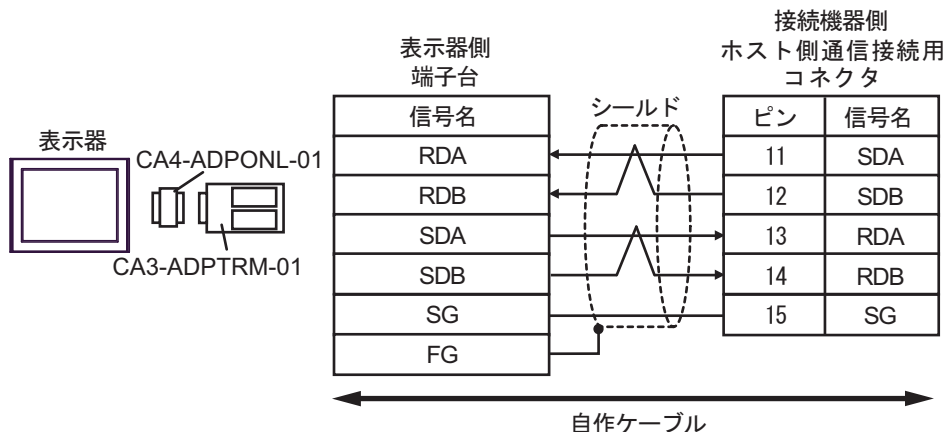 接続機器側
ホスト側通信接続用
コネクタ
表示器側
端子台
表示器
CA4-ADPONL-01
CA3-ADPTRM-01
シールド
信号名 ピン 信号名
RDA 11 SDA
RDB 12 SDB
SDA 13 RDA
SDB 14 RDB
SG 15 SG
FG
自作ケーブル